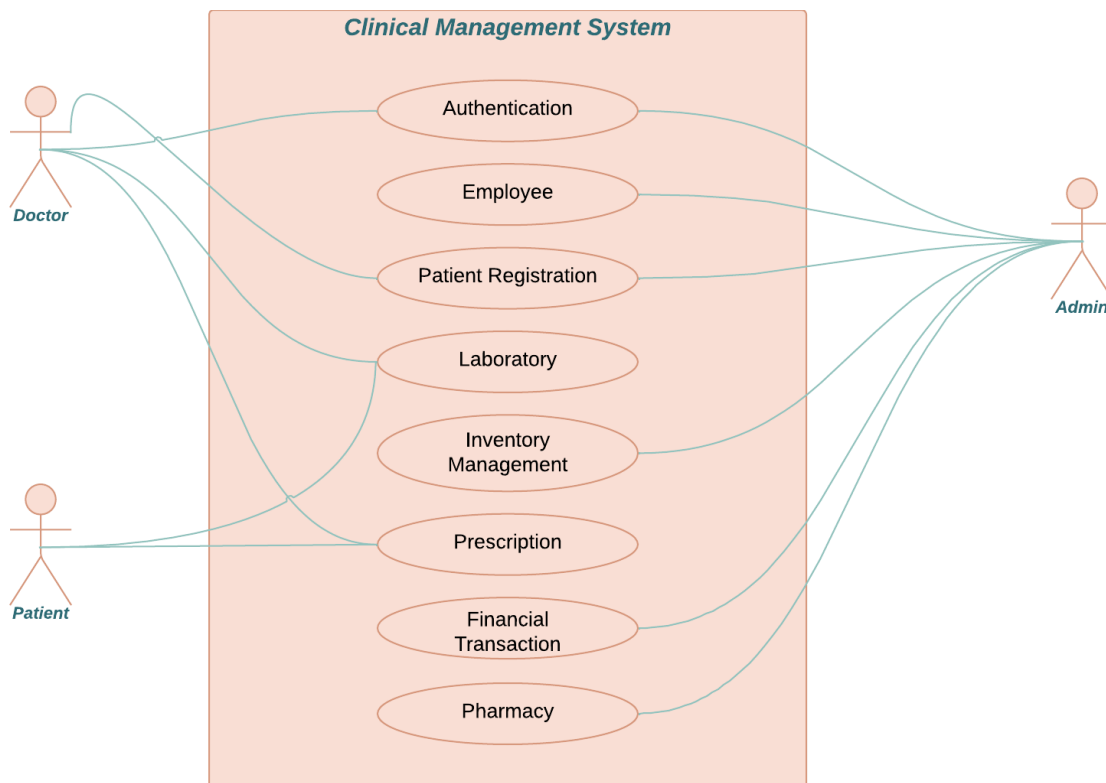 Clinical Management System
Authentication
Doctor
Employee
Patient Registration
Admin
Laboratory
Inventory
Management
Prescription
Patient
Financial
Transaction
Pharmacy